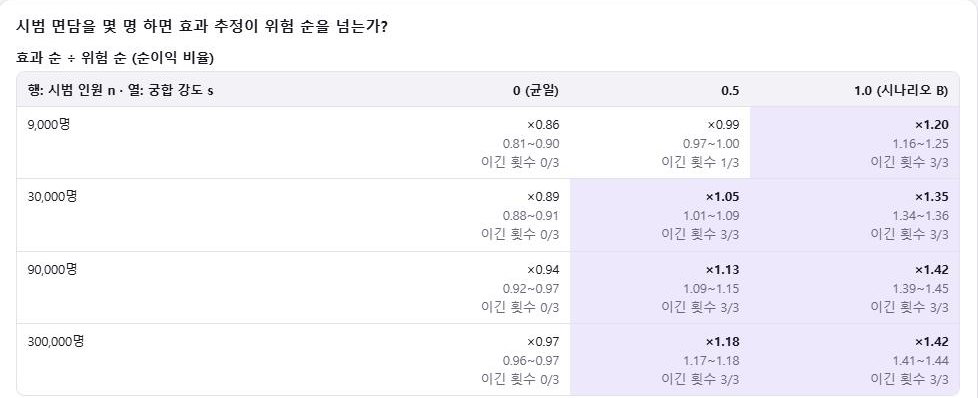 시범 면담을 몇 명 하면 효과 추정이 위험 순을 넘는가?
효과 순 ÷ 위험 순 (순이익 비율)
행: 시범 인원 n · 열: 궁합 강도 s 0 (균일) 0.5 1.0 (시나리오 B)
9,000명 ×0.86 ×0.99 ×1.20
0.81~0.90 0.97~1.00 1.16~1.25
이긴 횟수 0/3 이긴 횟수 1/3 이긴 횟수 3/3
30,000명 ×0.89 ×1.05 ×1.35
0.88~0.91 1.01~1.09 1.34~1.36
이긴 횟수 0/3 이긴 횟수 3/3 이긴 횟수 3/3
90,000명 ×0.94 ×1.13 ×1.42
0.92~0.97 1.09~1.15 1.39~1.45
이긴 횟수 0/3 이긴 횟수 3/3 이긴 횟수 3/3
300,000명 ×0.97 ×1.18 ×1.42
0.96~0.97 1.17~1.18 1.41~1.44
이긴 횟수 0/3 이긴 횟수 3/3 이긴 횟수 3/3